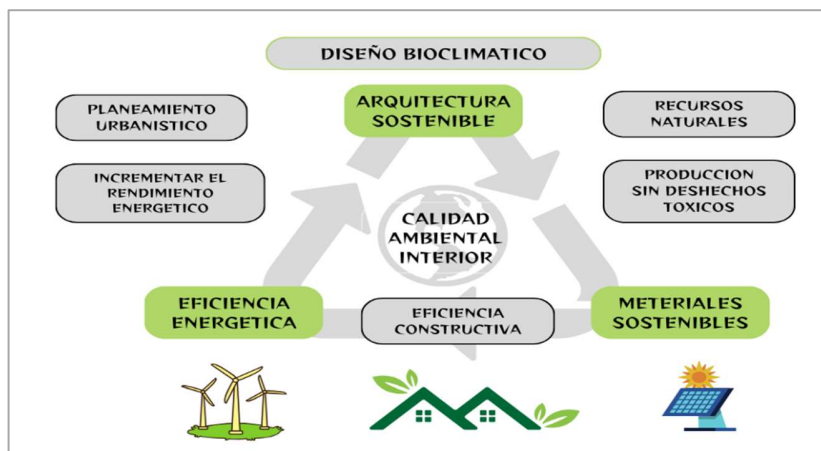 DISEÑO BIOCLIMATICO
PLANEAMIENTO
URBANISTICO
ARQUITECTURA
SOSTENIBLE
RECURSOS
NATURALES
INCREMENTAR EL
RENDIMIENTO
ENERGETICO
PRODUCCION
SIN DESHECHOS
TOXICOS
CALIDAD
AMBIENTAL
INTERIOR
EFICIENCIA
ENERGETICA
EFICIENCIA
CONSTRUCTIVA
METERIALES
SOSTENIBLES